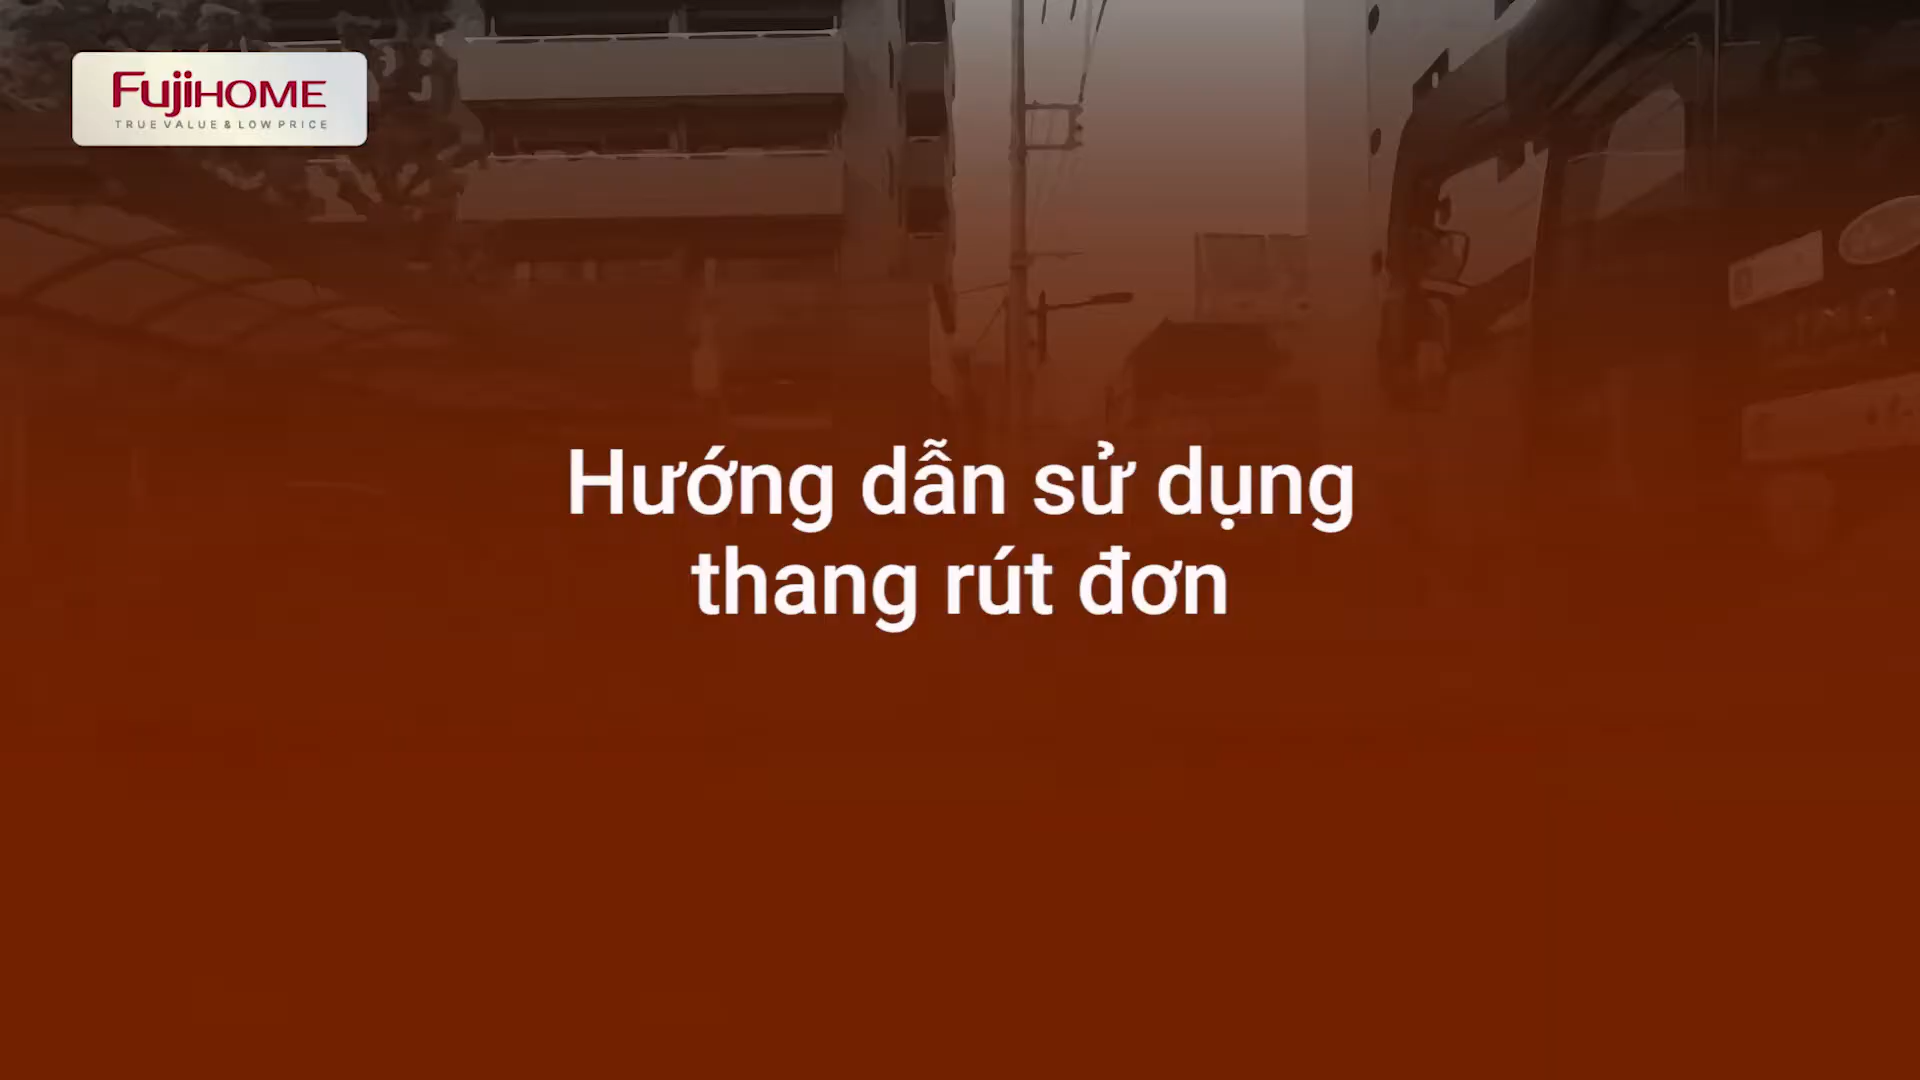 FujiHOME
TRUE VALUE & LOW PRICE
Hướng dẫn sử dụng
thang rút đơn